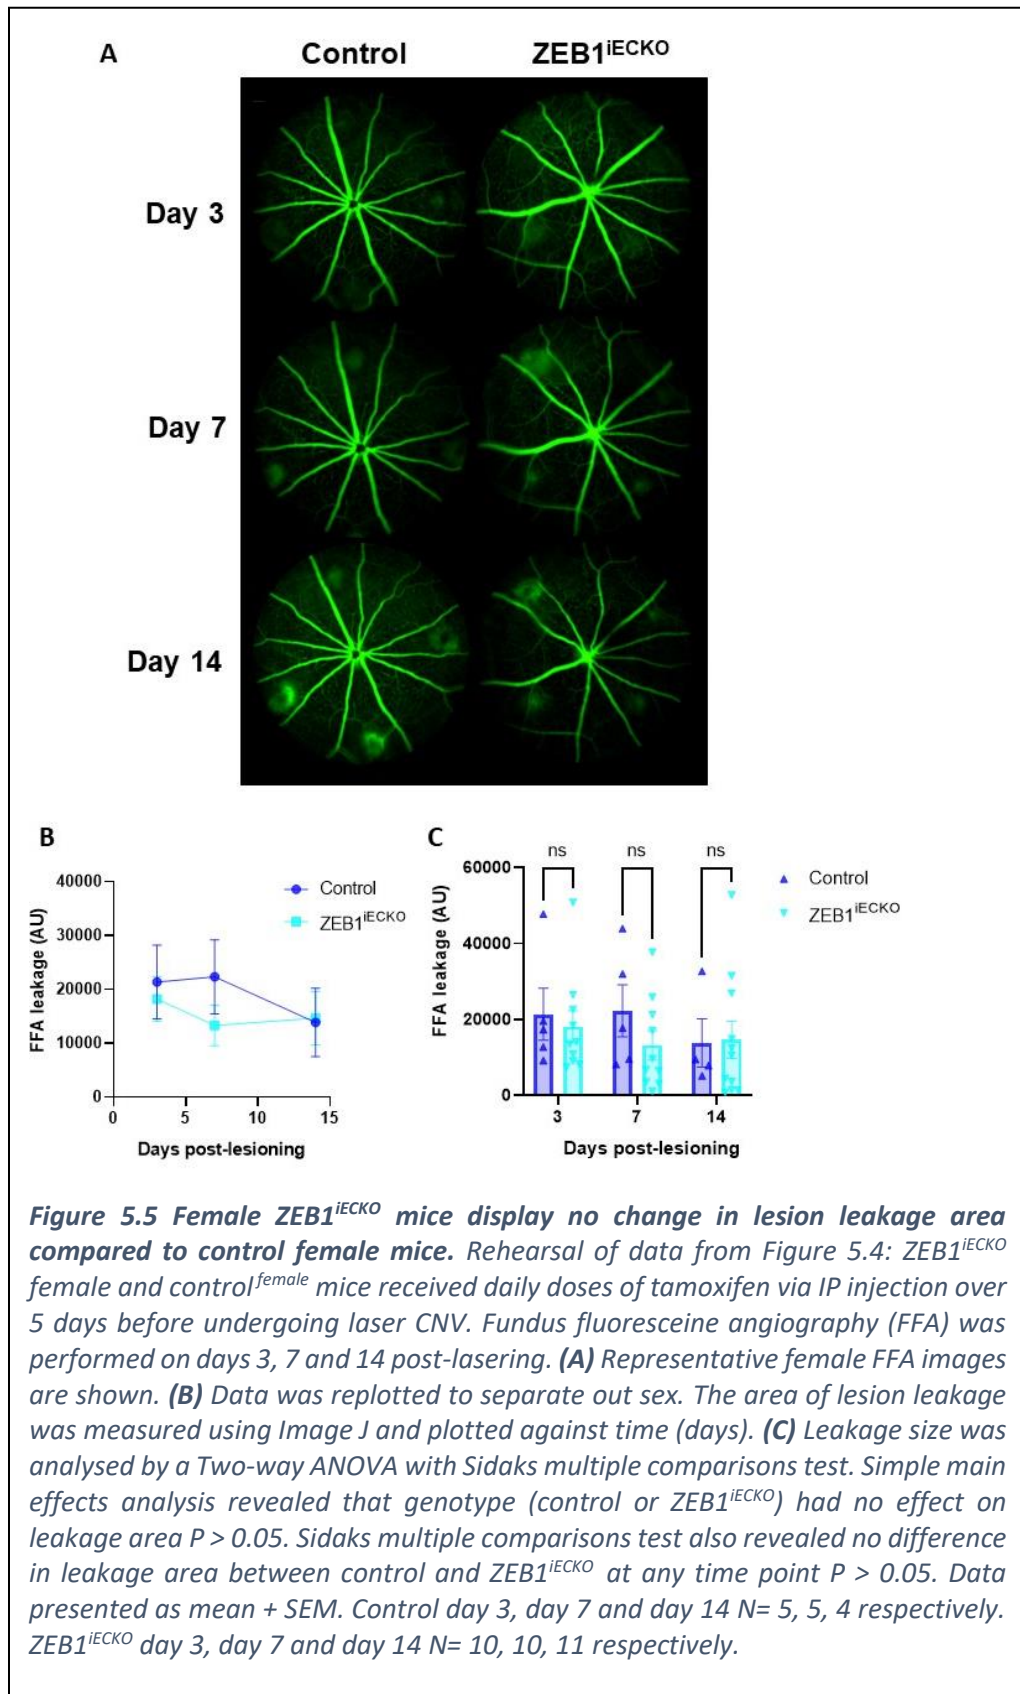 A
Control ZEB1iECKO
Day 3
Day 7
Day 14
B
40000
30000
20000
10000
0
0 5 10 15
FFA leakage (AU)
Days post-lesioning
Control
ZEB1iECKO
C
ns ns ns
60000
40000
20000
0
3 7 14
FFA leakage (AU)
Days post-lesioning
Control
ZEB1iECKO
Figure 5.5 Female ZEB1iECKO mice display no change in lesion leakage area
compared to control female mice. Rehearsal of data from Figure 5.4: ZEB1iECKO
female and control female mice received daily doses of tamoxifen via IP injection over
5 days before undergoing laser CNV. Fundus fluoresceine angiography (FFA) was
performed on days 3, 7 and 14 post-lasering. (A) Representative female FFA images
are shown. (B) Data was replotted to separate out sex. The area of lesion leakage
was measured using Image J and plotted against time (days). (C) Leakage size was
analysed by a Two-way ANOVA with Sidaks multiple comparisons test. Simple main
effects analysis revealed that genotype (control or ZEB1iECKO) had no effect on
leakage area P > 0.05. Sidaks multiple comparisons test also revealed no difference
in leakage area between control and ZEB1iECKO at any time point P > 0.05. Data
presented as mean + SEM. Control day 3, day 7 and day 14 N= 5, 5, 4 respectively.
ZEB1iECKO day 3, day 7 and day 14 N= 10, 10, 11 respectively.